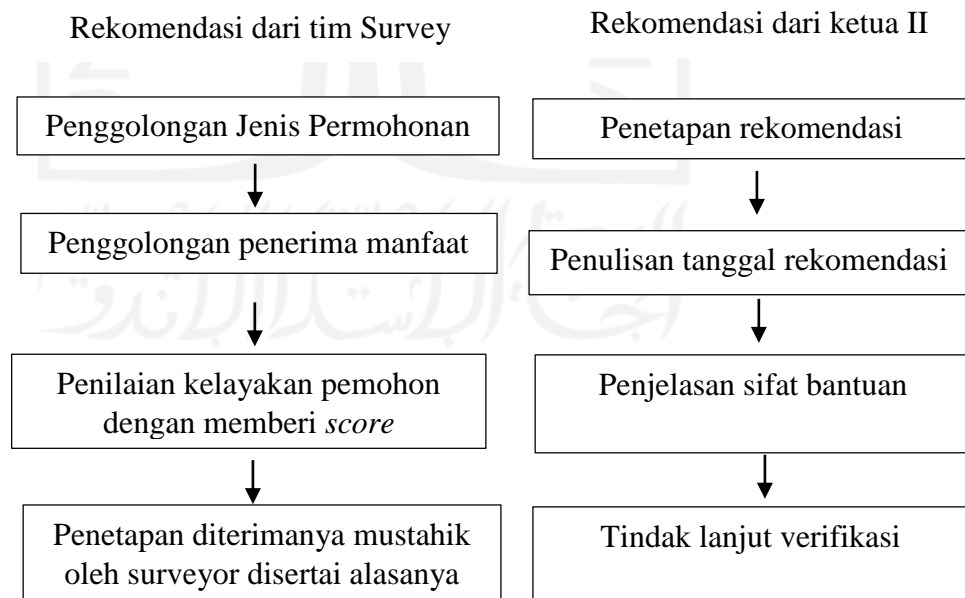 Rekomendasi dari tim Survey
Penggolongan Jenis Permohonan
Penggolongan penerima manfaat
Penilaian kelayakan pemohon
dengan memberi score
Penetapan diterimanya mustahik
oleh surveyor disertai alasanya
Rekomendasi dari ketua II
Penetapan rekomendasi
Penulisan tanggal rekomendasi
Penjelasan sifat bantuan
Tindak lanjut verifikasi